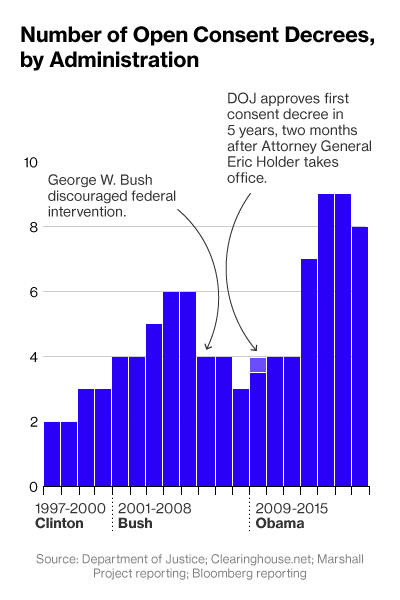 Number of Open Consent Decrees,
by Administration
DOJ approves first
consent decree in
5 years, two months
after Attorney General
Eric Holder takes
office.
10
George W. Bush
discouraged federal
intervention.
8
6
4
2
0
1997-2000 2001-2008 2009-2015
Clinton Bush Obama
Source: Department of Justice; Clearinghouse.net; Marshall
Project reporting; Bloomberg reporting